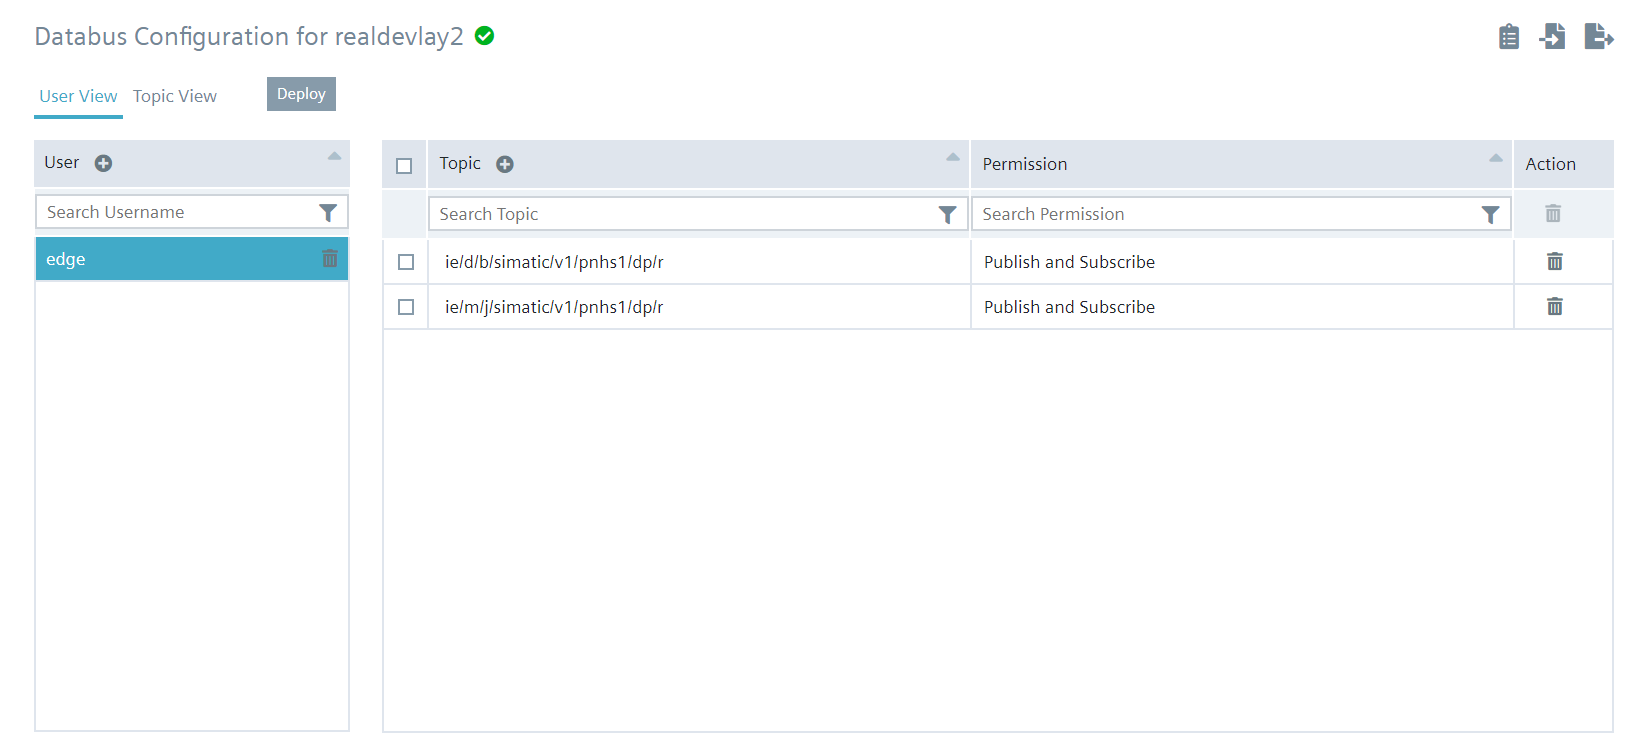 Databus Configuration for realdevlay2
User View Topic View Deploy
User Topic Permission Action
Search Username Search Topic Search Permission
edge ie/d/b/simatic/v1/pnhs1/dp/r Publish and Subscribe
ie/m/j/simatic/v1/pnhs1/dp/r Publish and Subscribe